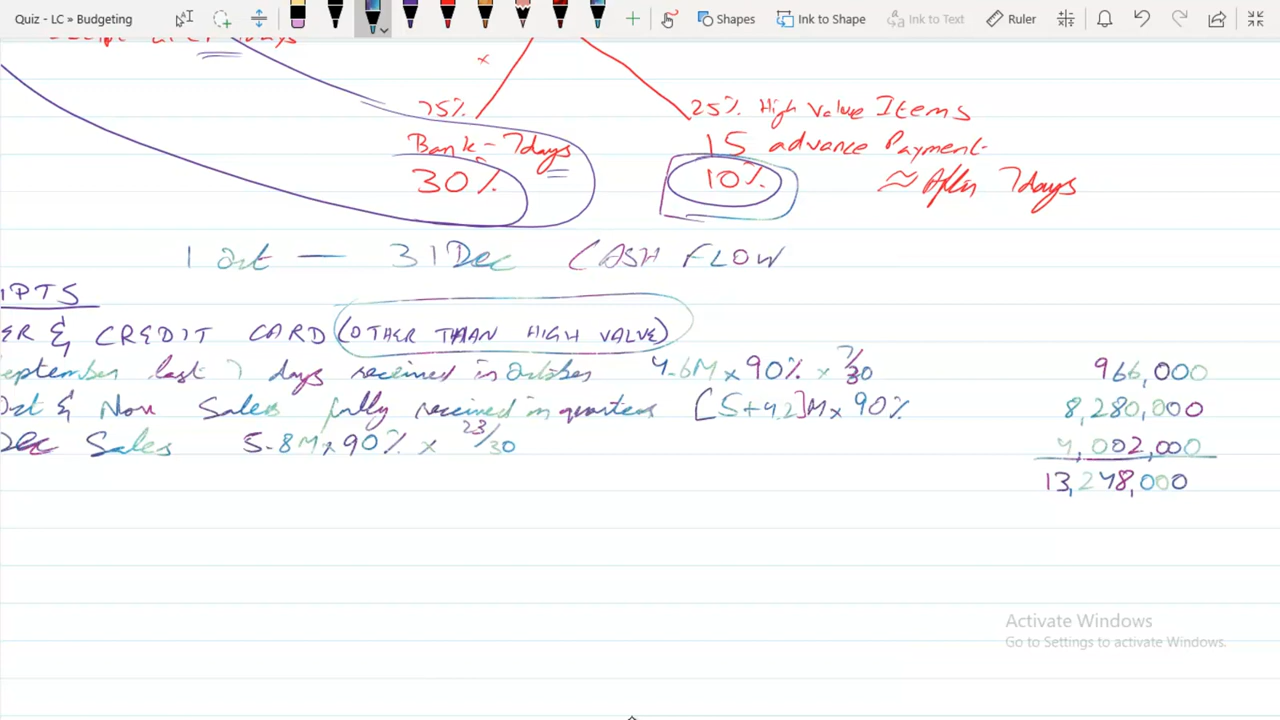 Quiz - LC » Budgeting
Shapes
Ink to Shape
Ink to Text
Ruler
75%
25% High Value Items
Bank - 7days
15 advance Payment
30%
10%
≈ After 7days
1 Oct — 31 Dec CASH FLOW
IPTS
ER & CREDIT CARD (OTHER THAN HIGH VALUE)
eptember last 7 days received in October 4.6M x 90% x 7/30 966,000
Oct & Nov Sales fully received in quarters [5+4.2]M x 90% 8,280,000
Dec Sales 5.8M x 90% x 23/30 4,002,000
13,248,000
Activate Windows
Go to Settings to activate Windows.